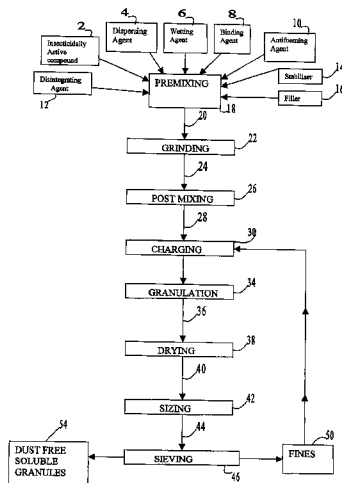 4
6
8
10
2
Dispersing
Agent
Wetting
Agent
Binding
Agent
Antifoaming
Agent
Insecticidally
Active
compound
Stabiliser
14
PREMIXING
Disintegrating
Agent
12
Filler
16
18
20
GRINDING
22
24
POST MIXING
26
28
CHARGING
30
GRANULATION
34
36
DRYING
38
40
SIZING
42
44
54
DUST FREE
SOLUBLE
GRANULES
SIEVING
46
FINES
50